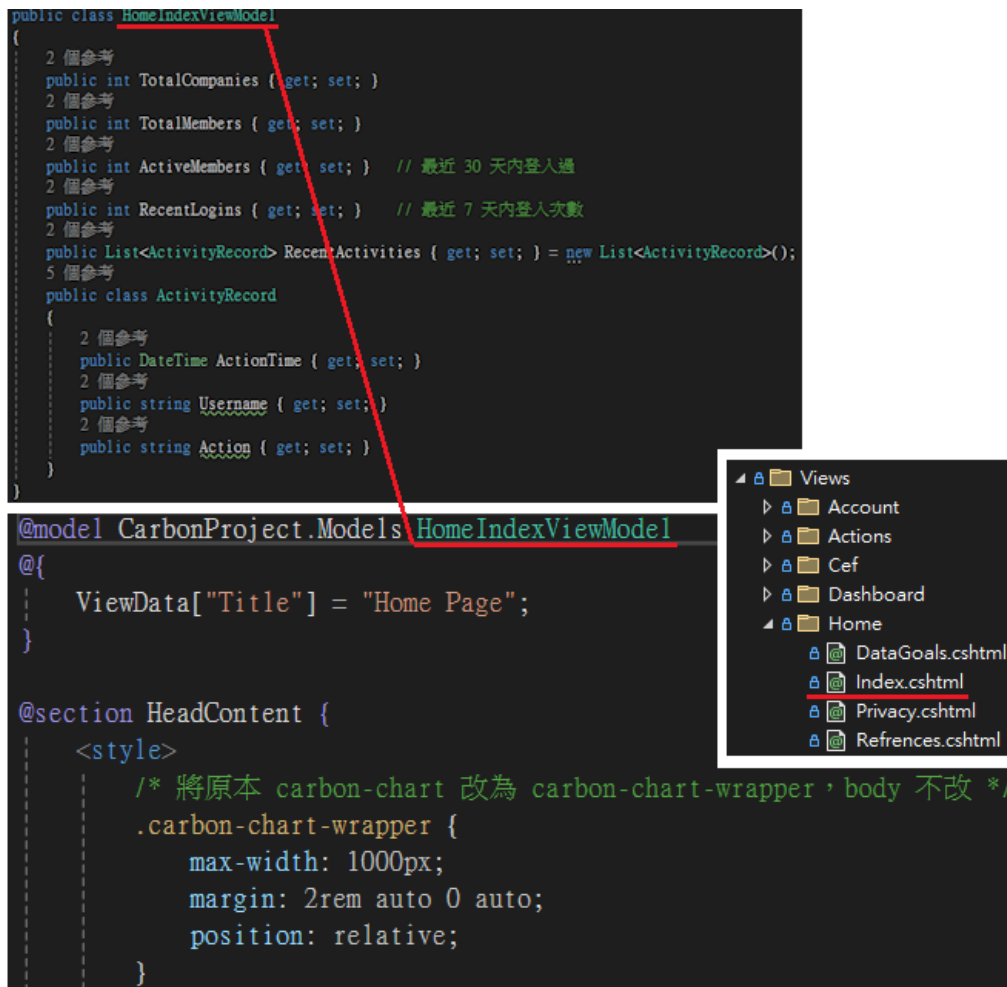 public class HomeIndexViewModel
{
2 個參考
public int TotalCompanies { get; set; }
2 個參考
public int TotalMembers { get; set; }
2 個參考
public int ActiveMembers { get; set; }   // 最近 30 天內登入過
2 個參考
public int RecentLogins { get; set; }   // 最近 7 天內登入次數
2 個參考
public List<ActivityRecord> RecentActivities { get; set; } = new List<ActivityRecord>();
5 個參考
public class ActivityRecord
{
2 個參考
public DateTime ActionTime { get; set; }
2 個參考
public string Username { get; set; }
2 個參考
public string Action { get; set; }
}
}
@model CarbonProject.Models.HomeIndexViewModel
@{
ViewData["Title"] = "Home Page";
}
@section HeadContent {
<style>
/* 將原本 carbon-chart 改為 carbon-chart-wrapper，body 不改 */
.carbon-chart-wrapper {
max-width: 1000px;
margin: 2rem auto 0 auto;
position: relative;
}
Views
Account
Actions
Cef
Dashboard
Home
DataGoals.cshtml
Index.cshtml
Privacy.cshtml
Refrences.cshtml